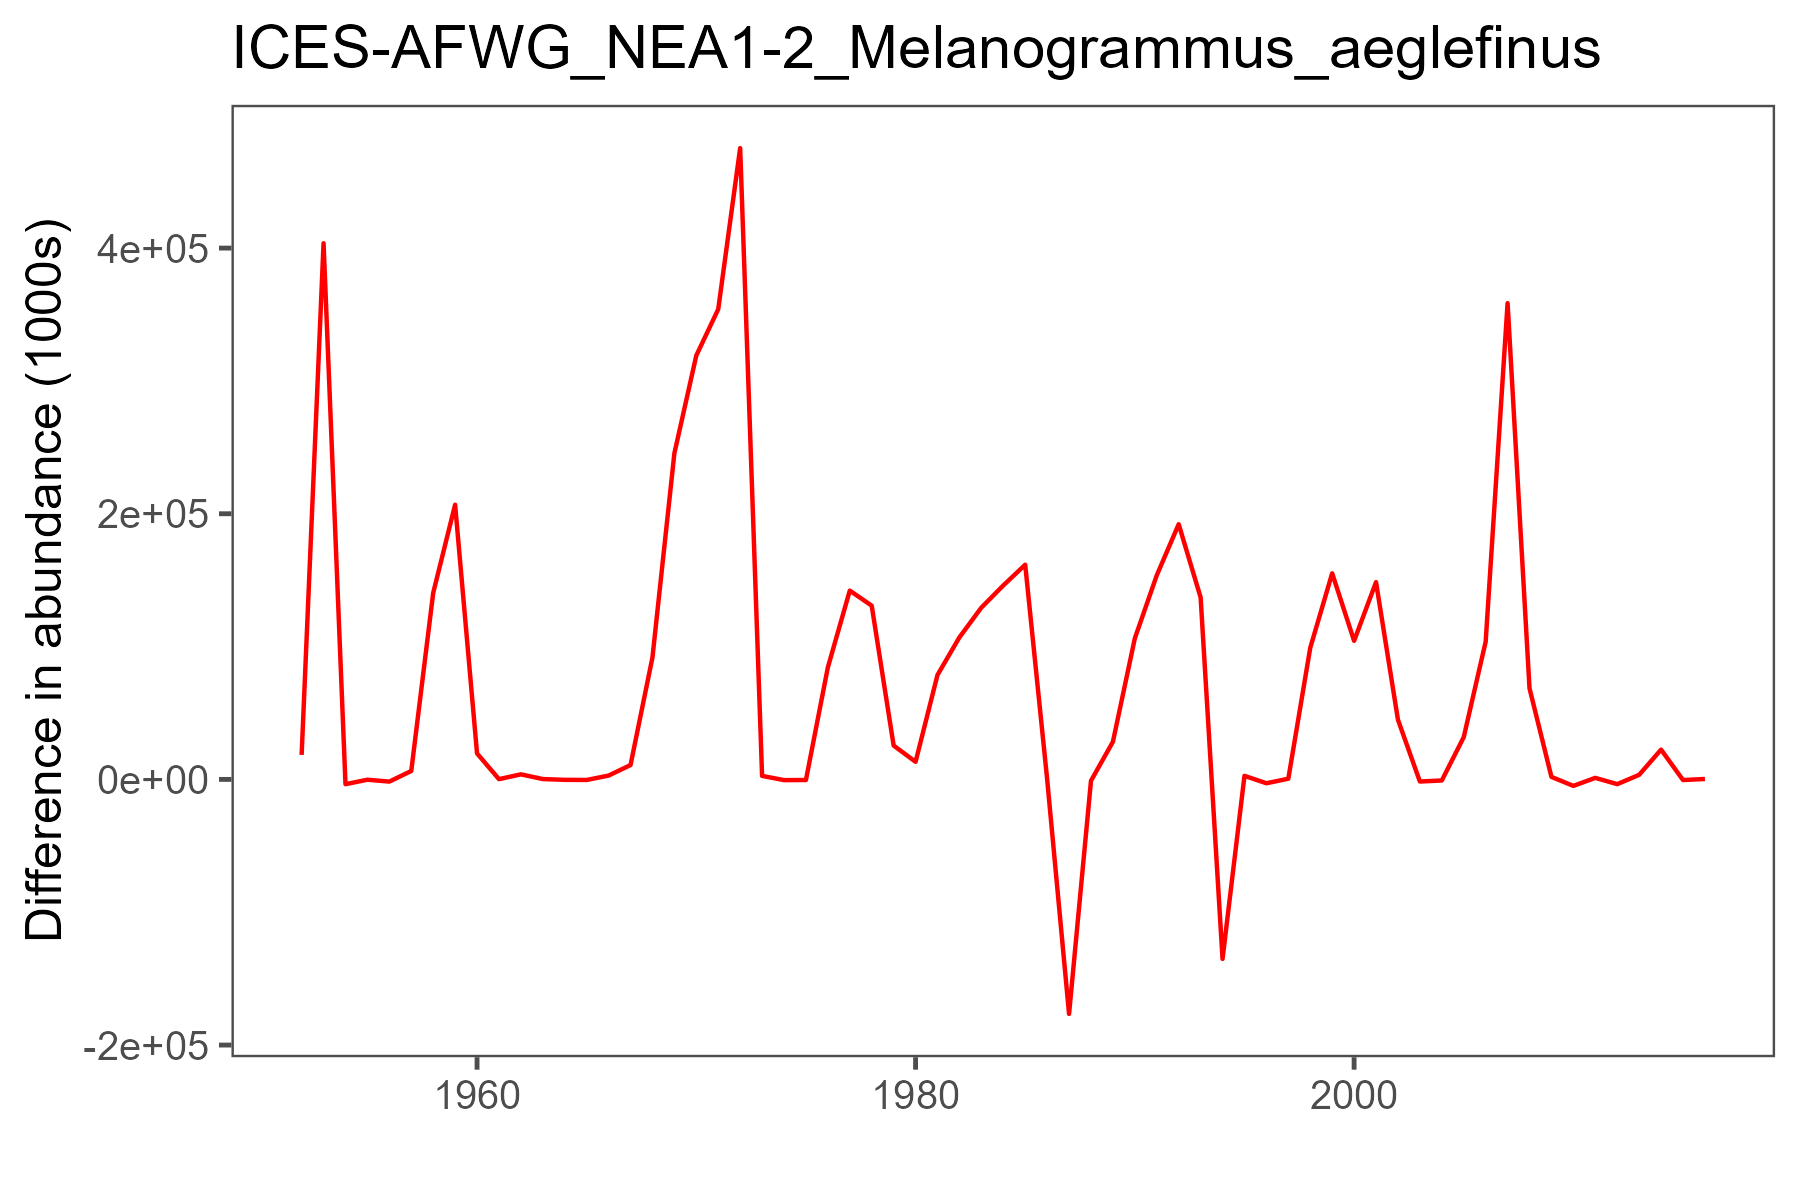 ICES-AFWG_NEA1-2_Melanogrammus_aeglefinus
Difference in abundance (1000s)
4e+05
2e+05
0e+00
-2e+05
1960
1980
2000